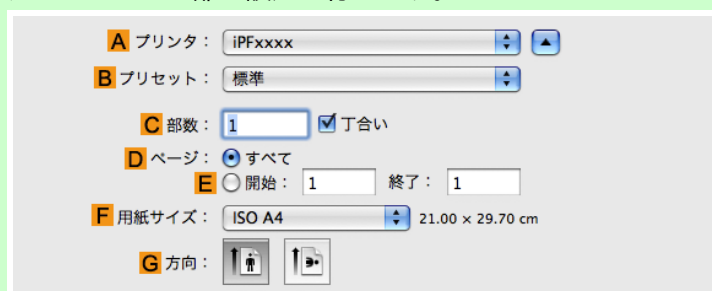 A プリンタ： iPFxxxx
B プリセット： 標準
C 部数： 1 丁合い
D ページ： すべて
E 開始： 1 終了： 1
F 用紙サイズ： ISO A4 21.00 × 29.70 cm
G 方向：